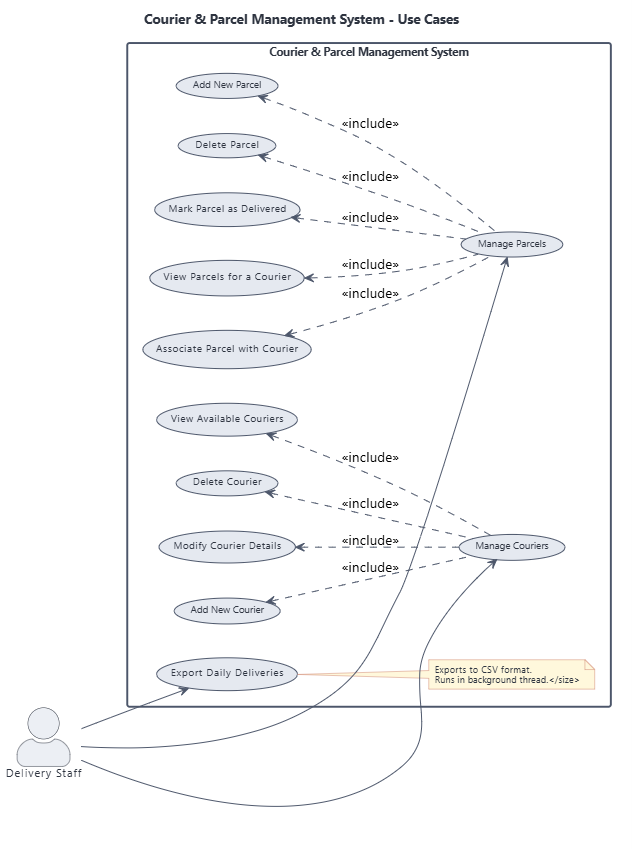 Courier & Parcel Management System - Use Cases
Courier & Parcel Management System
Add New Parcel
«include»
Delete Parcel
«include»
Mark Parcel as Delivered
«include»
Manage Parcels
View Parcels for a Courier
«include»
«include»
Associate Parcel with Courier
View Available Couriers
«include»
Delete Courier
«include»
Modify Courier Details
«include»
Manage Couriers
«include»
Add New Courier
Export Daily Deliveries
Exports to CSV format.
Runs in background thread.</size>
Delivery Staff